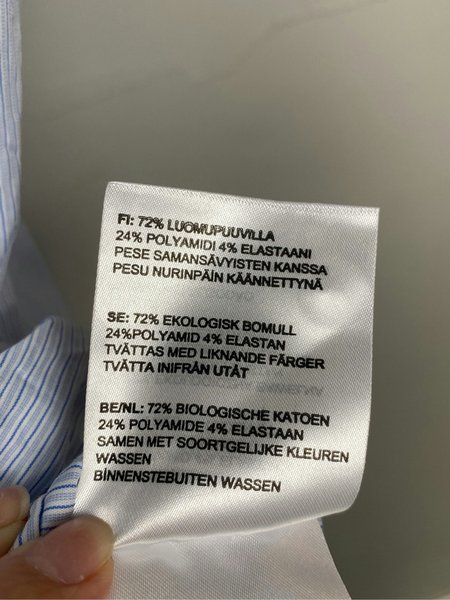 FI: 72% LUOMUPUUVILLA
24% POLYAMIDI 4% ELASTAANI
PESE SAMANSÄVYISTEN KANSSA
PESU NURINPÄIN KÄÄNNETTYNÄ
SE: 72% EKOLOGISK BOMULL
24%POLYAMID 4% ELASTAN
TVÄTTAS MED LIKNANDE FÄRGER
TVÄTTA INIFRÅN UTÅT
BE/NL: 72% BIOLOGISCHE KATOEN
24% POLYAMIDE 4% ELASTAAN
SAMEN MET SOORTGELIJKE KLEUREN
WASSEN
BINNENSTEBUITEN WASSEN